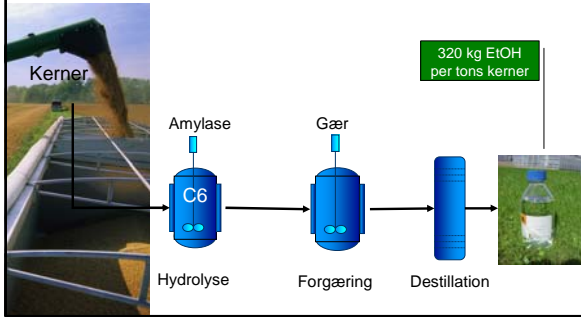 320 kg EtOH
per tons kerner
Kerner
Amylase
Gær
C6
Hydrolyse
Forgæring
Destillation